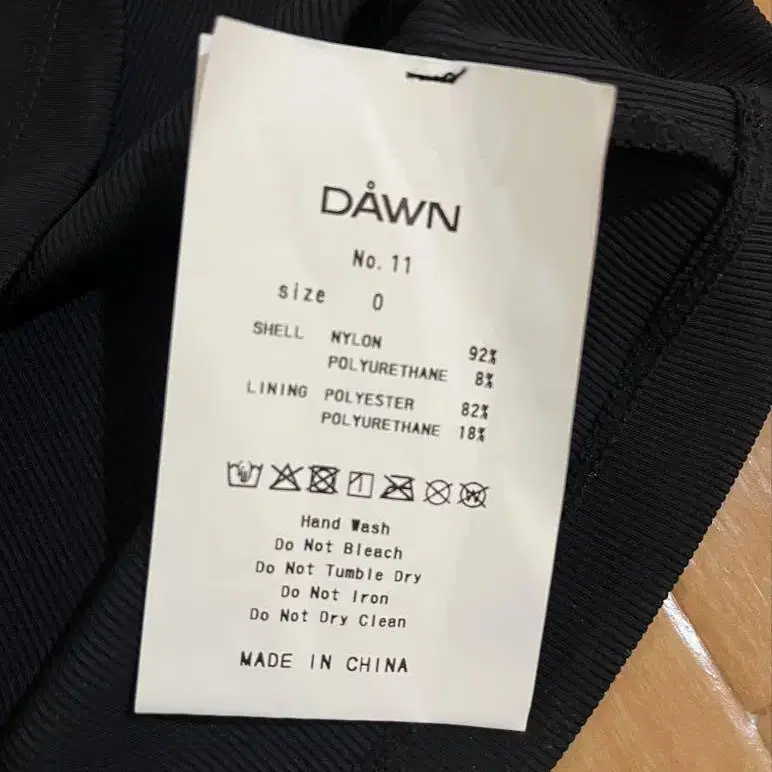 DÅWN
No. 11
size 0
SHELL NYLON 92%
POLYURETHANE 8%
LINING POLYESTER 82%
POLYURETHANE 18%
Hand Wash
Do Not Bleach
Do Not Tumble Dry
Do Not Iron
Do Not Dry Clean
MADE IN CHINA